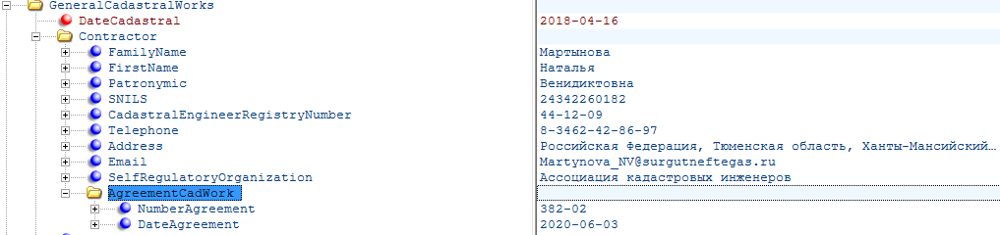 GeneralCadastralWorks
DateCadastral 2018-04-16
Contractor
FamilyName Мартынова
FirstName Наталья
Patronymic Венидиктовна
SNILS 24342260182
CadastralEngineerRegistryNumber 44-12-09
Telephone 8-3462-42-86-97
Address Российская Федерация, Тюменская область, Ханты-Мансийский...
Email Martynova_NV@surgutneftegas.ru
SelfRegulatoryOrganization Ассоциация кадастровых инженеров
AgreementCadWork
NumberAgreement 382-02
DateAgreement 2020-06-03